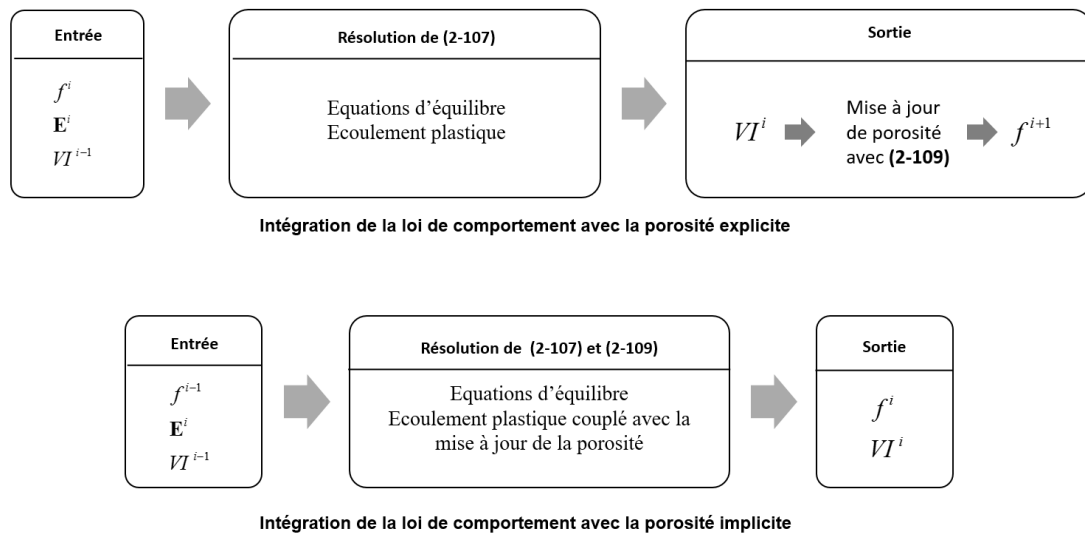 Entrée
f^i
E^i
VI^{i-1}
Résolution de (2-107)
Equations d'équilibre
Ecoulement plastique
Sortie
VI^i
Mise à jour
de porosité
avec (2-109)
f^{i+1}
Intégration de la loi de comportement avec la porosité explicite
Entrée
f^{i-1}
E^i
VI^{i-1}
Résolution de (2-107) et (2-109)
Equations d'équilibre
Ecoulement plastique couplé avec la
mise à jour de la porosité
Sortie
f^i
VI^i
Intégration de la loi de comportement avec la porosité implicite